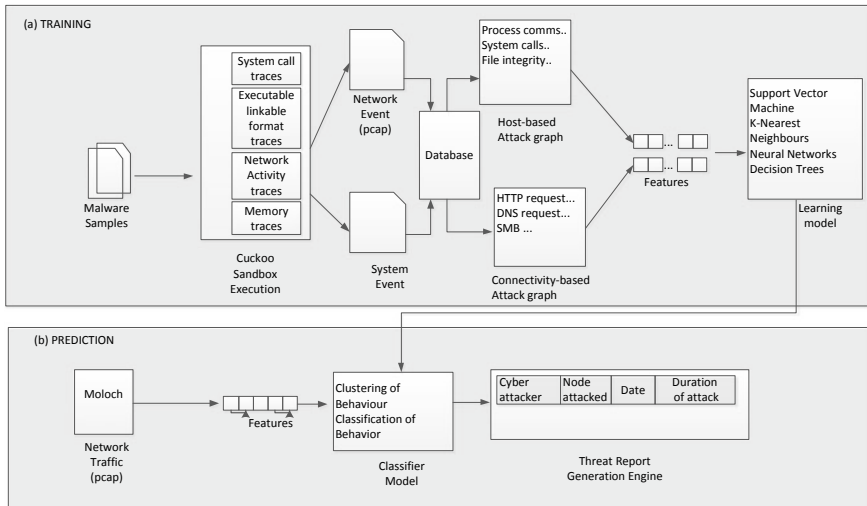 (a) TRAINING
System call
traces
Executable
linkable
format
traces
Network
Activity
traces
Memory
traces
Malware
Samples
Cuckoo
Sandbox
Execution
Network
Event
(pcap)
System
Event
Database
Process comms..
System calls..
File integrity..
Host-based
Attack graph
HTTP request...
DNS request...
SMB ...
Connectivity-based
Attack graph
...
...
Features
Support Vector
Machine
K-Nearest
Neighbours
Neural Networks
Decision Trees
Learning
model
(b) PREDICTION
Moloch
Network
Traffic
(pcap)
Features
Clustering of
Behaviour
Classification of
Behavior
Classifier
Model
Cyber
attacker
Node
attacked
Date
Duration
of attack
Threat Report
Generation Engine